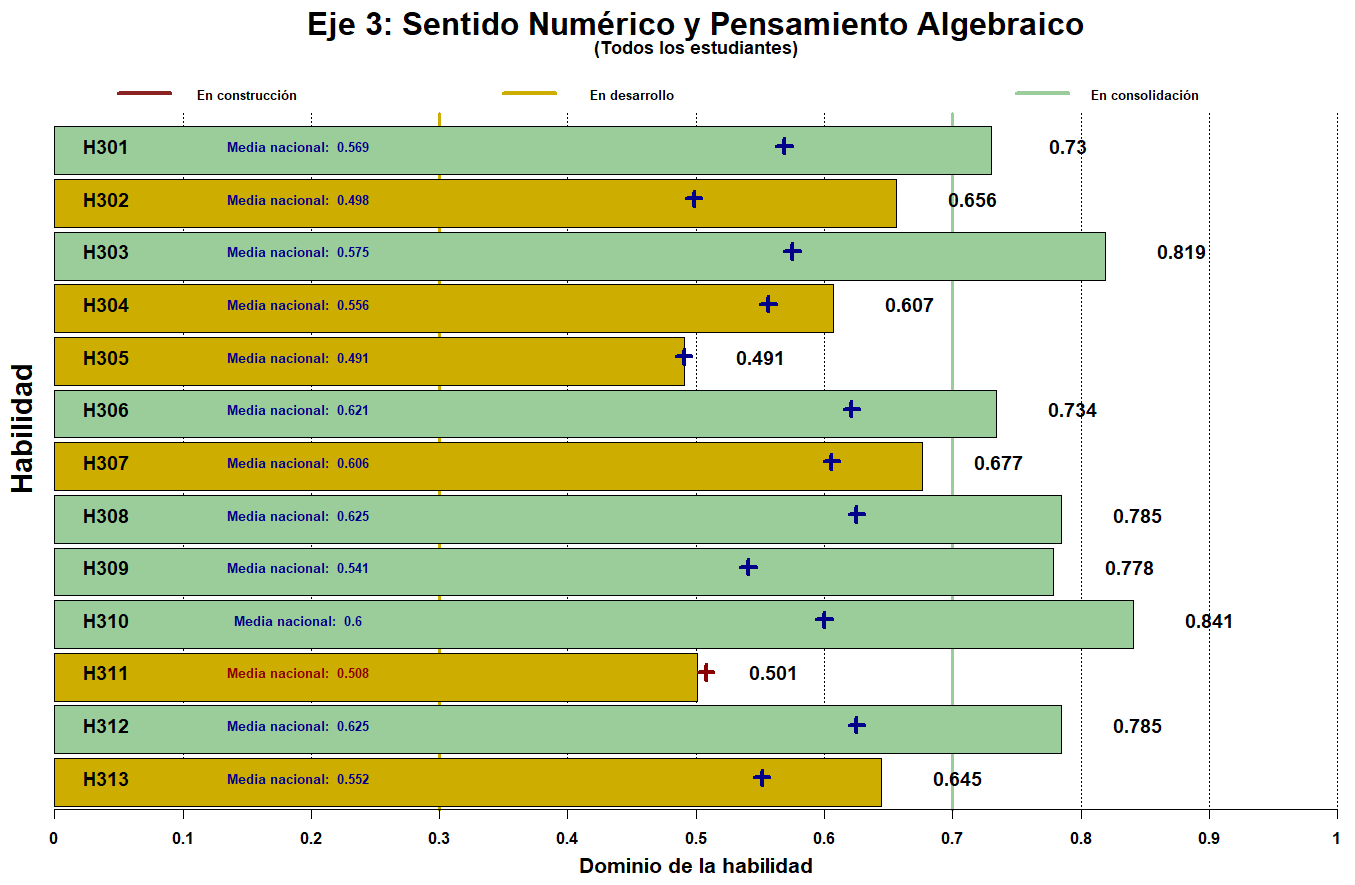 Eje 3: Sentido Numérico y Pensamiento Algebraico
(Todos los estudiantes)
En construcción En desarrollo En consolidación
H301 Media nacional: 0.569 0.73
H302 Media nacional: 0.498 0.656
H303 Media nacional: 0.575 0.819
H304 Media nacional: 0.556 0.607
H305 Media nacional: 0.491 0.491
H306 Media nacional: 0.621 0.734
H307 Media nacional: 0.606 0.677
H308 Media nacional: 0.625 0.785
H309 Media nacional: 0.541 0.778
H310 Media nacional: 0.6 0.841
H311 Media nacional: 0.508 0.501
H312 Media nacional: 0.625 0.785
H313 Media nacional: 0.552 0.645
Habilidad
0 0.1 0.2 0.3 0.4 0.5 0.6 0.7 0.8 0.9 1
Dominio de la habilidad